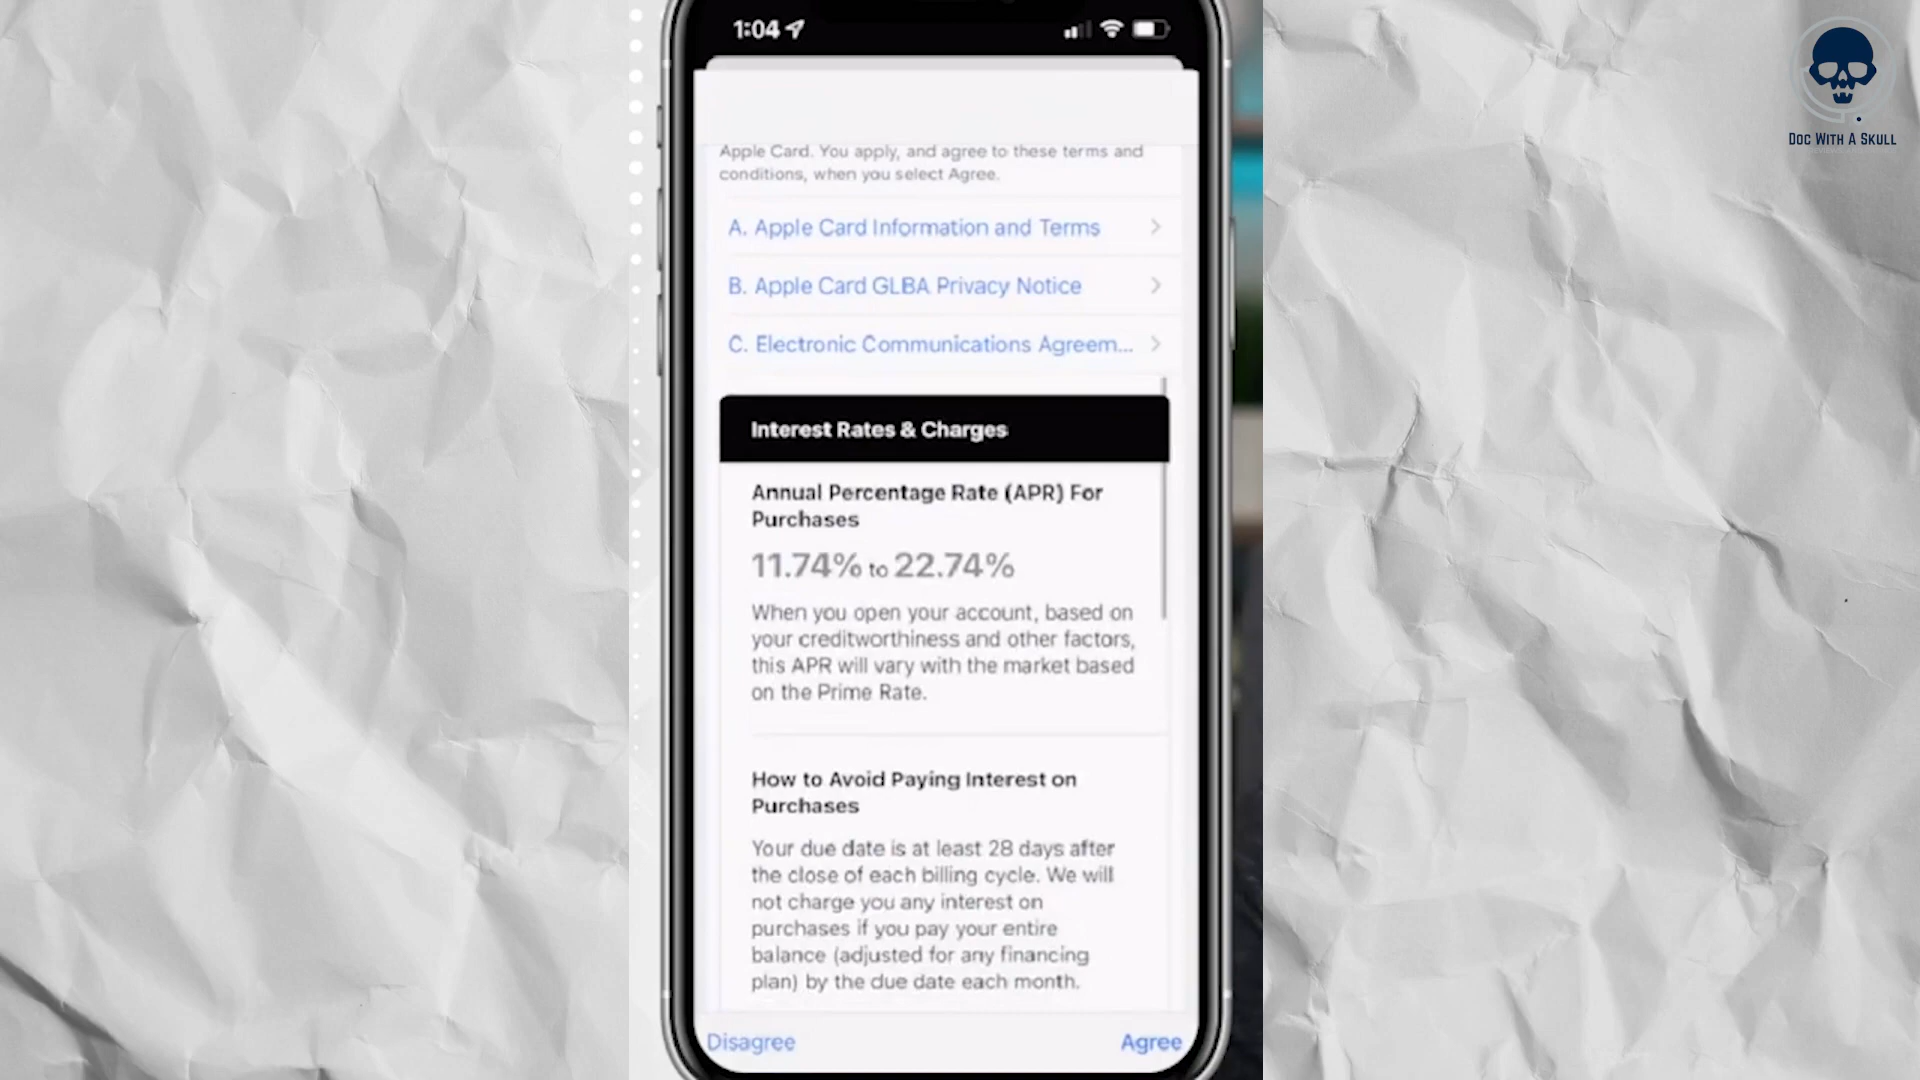 1:04
DOC WITH A SKULL
Apple Card. You apply, and agree to these terms and
conditions, when you select Agree.
A. Apple Card Information and Terms
B. Apple Card GLBA Privacy Notice
C. Electronic Communications Agreem...
Interest Rates & Charges
Annual Percentage Rate (APR) For
Purchases
11.74% to 22.74%
When you open your account, based on
your creditworthiness and other factors,
this APR will vary with the market based
on the Prime Rate.
How to Avoid Paying Interest on
Purchases
Your due date is at least 28 days after
the close of each billing cycle. We will
not charge you any interest on
purchases if you pay your entire
balance (adjusted for any financing
plan) by the due date each month.
Disagree
Agree